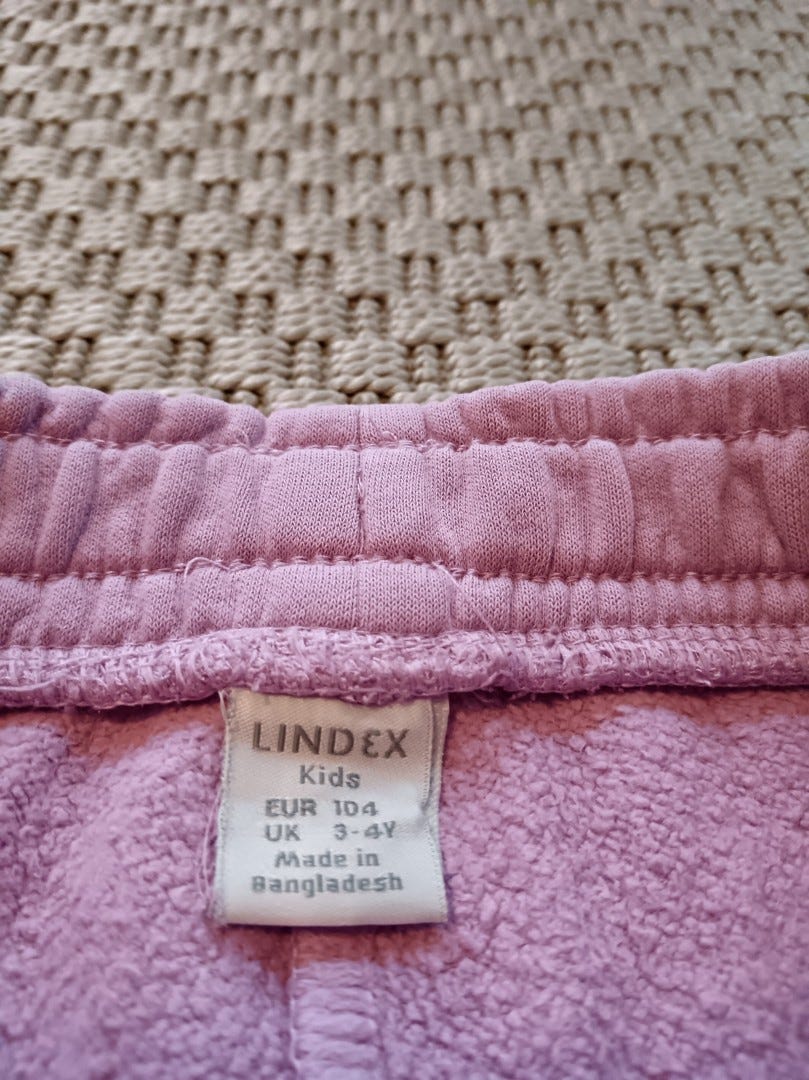 LINDEX
Kids
EUR 104
UK 3-4Y
Made in
Bangladesh